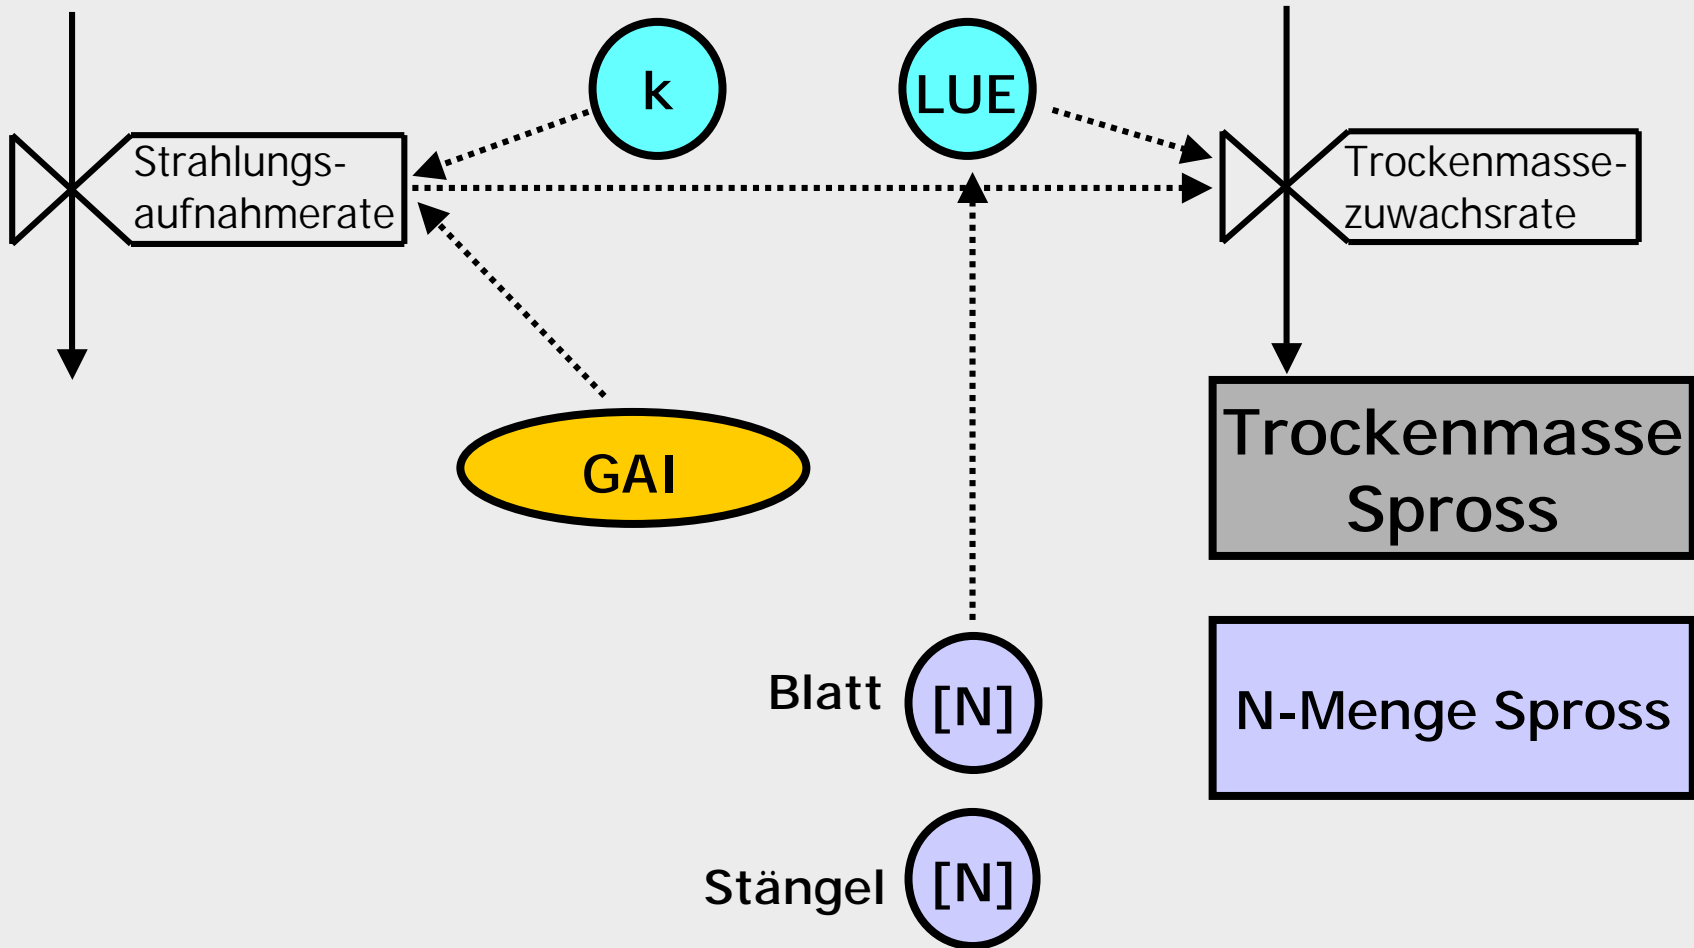 k
LUE
Strahlungs-
aufnahmerate
Trockenmasse-
zuwachsrate
GAI
Trockenmasse
Spross
Blatt
[N]
N-Menge Spross
Stängel
[N]